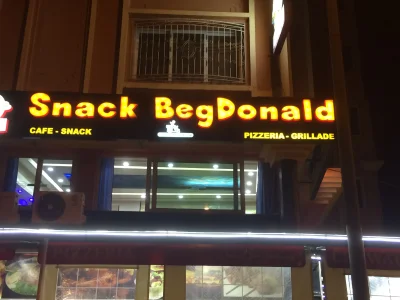 Snack BegDonald
CAFE - SNACK
PIZZERIA - GRILLADE